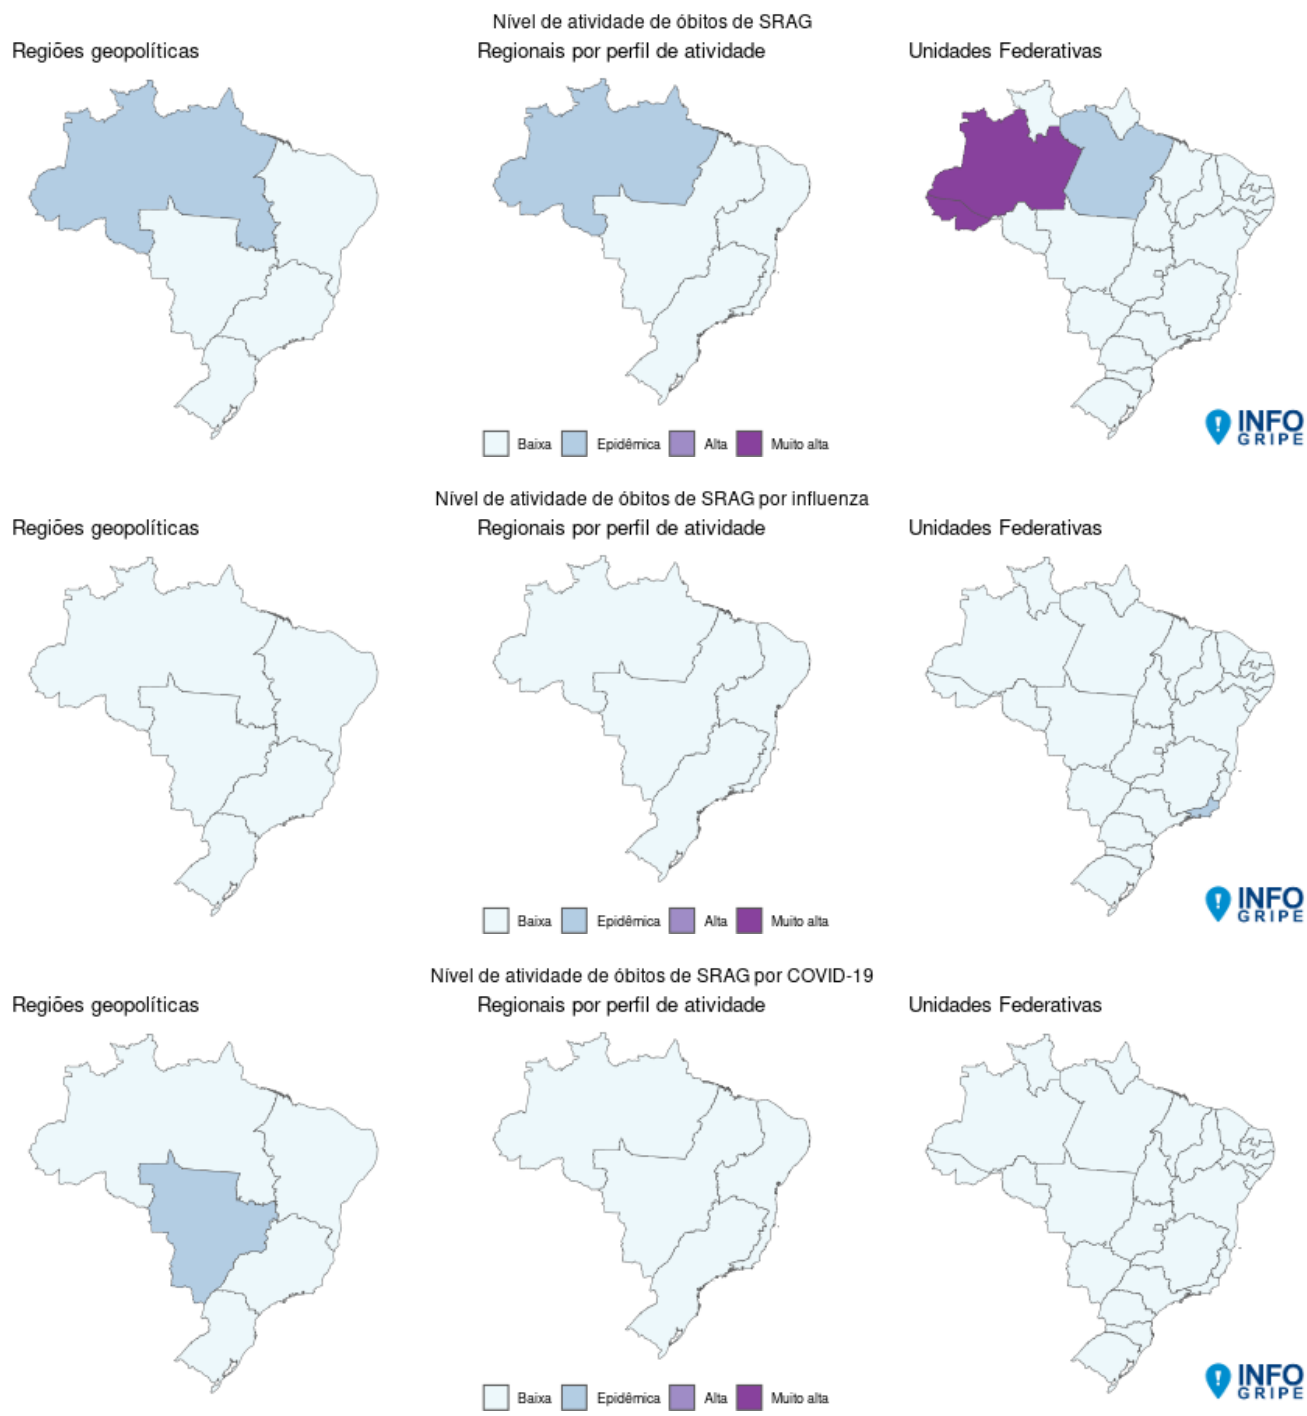 Nível de atividade de óbitos de SRAG
Regiões geopolíticas
Regionais por perfil de atividade
Unidades Federativas
Baixa
Epidêmica
Alta
Muito alta
INFO
GRIPE
Nível de atividade de óbitos de SRAG por influenza
Regiões geopolíticas
Regionais por perfil de atividade
Unidades Federativas
Baixa
Epidêmica
Alta
Muito alta
INFO
GRIPE
Nível de atividade de óbitos de SRAG por COVID-19
Regiões geopolíticas
Regionais por perfil de atividade
Unidades Federativas
Baixa
Epidêmica
Alta
Muito alta
INFO
GRIPE